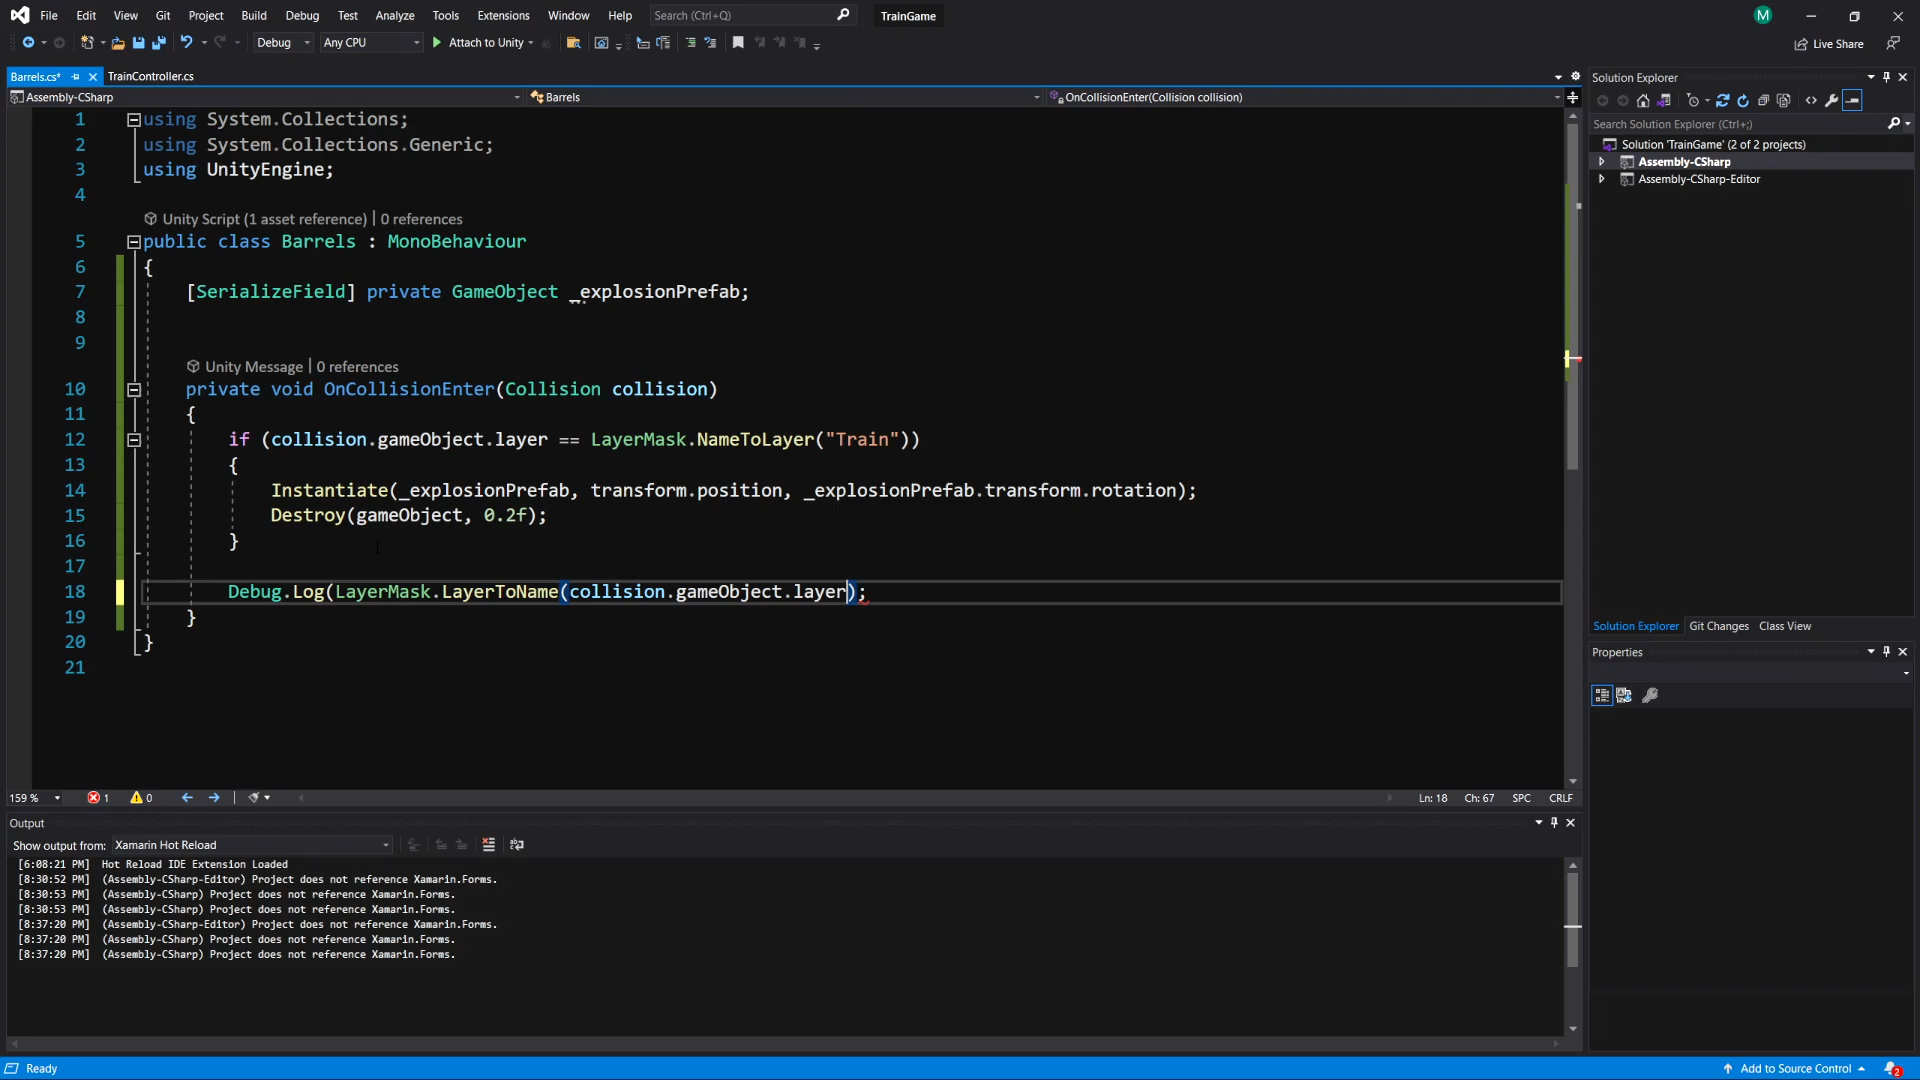 File Edit View Git Project Build Debug Test Analyze Tools Extensions Window Help Search (Ctrl+Q) TrainGame M
Debug Any CPU Attach to Unity Live Share
Barrels.cs* TrainController.cs
Assembly-CSharp Barrels OnCollisionEnter(Collision collision)
1 using System.Collections;
2 using System.Collections.Generic;
3 using UnityEngine;
4
Unity Script (1 asset reference) | 0 references
5 public class Barrels : MonoBehaviour
6 {
7 [SerializeField] private GameObject _explosionPrefab;
8
9
Unity Message | 0 references
10 private void OnCollisionEnter(Collision collision)
11 {
12 if (collision.gameObject.layer == LayerMask.NameToLayer("Train"))
13 {
14 Instantiate(_explosionPrefab, transform.position, _explosionPrefab.transform.rotation);
15 Destroy(gameObject, 0.2f);
16 }
17
18 Debug.Log(LayerMask.LayerToName(collision.gameObject.layer);
19 }
20 }
21
159 % 1 0 Ln: 18 Ch: 67 SPC CRLF
Output
Show output from: Xamarin Hot Reload
[6:08:21 PM] Hot Reload IDE Extension Loaded
[8:30:52 PM] (Assembly-CSharp-Editor) Project does not reference Xamarin.Forms.
[8:30:53 PM] (Assembly-CSharp) Project does not reference Xamarin.Forms.
[8:30:53 PM] (Assembly-CSharp) Project does not reference Xamarin.Forms.
[8:37:20 PM] (Assembly-CSharp-Editor) Project does not reference Xamarin.Forms.
[8:37:20 PM] (Assembly-CSharp) Project does not reference Xamarin.Forms.
[8:37:20 PM] (Assembly-CSharp) Project does not reference Xamarin.Forms.
Solution Explorer
Search Solution Explorer (Ctrl+;)
Solution 'TrainGame' (2 of 2 projects)
Assembly-CSharp
Assembly-CSharp-Editor
Solution Explorer Git Changes Class View
Properties
Ready Add to Source Control 2